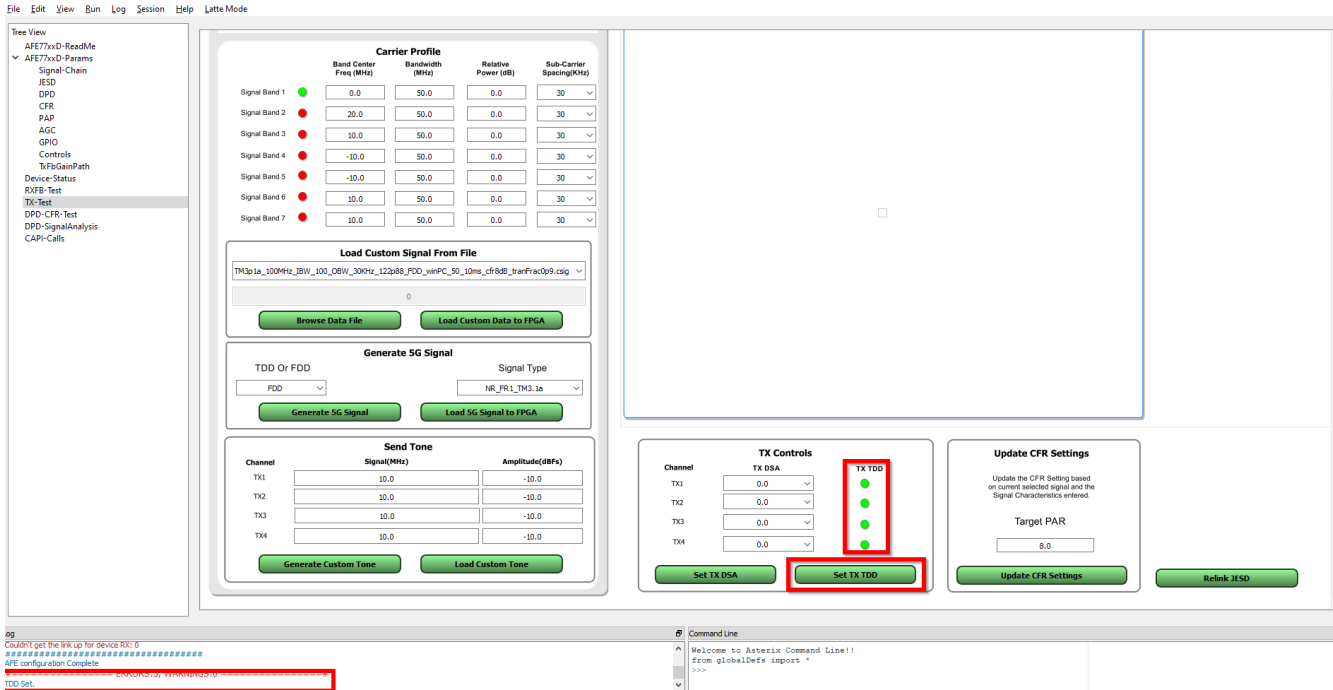 File Edit View Run Log Session Help Latte Mode
Tree View
AFE77xxD-ReadMe
AFE77xxD-Params
Signal-Chain
JESD
DPD
CFR
PAP
AGC
GPIO
Controls
TxFbGainPath
Device-Status
RXFB-Test
TX-Test
DPD-CFR-Test
DPD-SignalAnalysis
CAPI-Calls
Carrier Profile
Band Center Freq (MHz) Bandwidth (MHz) Relative Power (dB) Sub-Carrier Spacing(KHz)
Signal Band 1 0.0 50.0 0.0 30
Signal Band 2 20.0 50.0 0.0 30
Signal Band 3 10.0 50.0 0.0 30
Signal Band 4 -10.0 50.0 0.0 30
Signal Band 5 -10.0 50.0 0.0 30
Signal Band 6 10.0 50.0 0.0 30
Signal Band 7 10.0 50.0 0.0 30
Load Custom Signal From File
TM3p1a_100MHz_IBW_100_OBW_30KHz_122p88_FDD_winPC_50_10ms_cfr8dB_tranFrac0p9.csig
0
Browse Data File Load Custom Data to FPGA
Generate 5G Signal
TDD Or FDD Signal Type
FDD NR_FR1_TM3.1a
Generate 5G Signal Load 5G Signal to FPGA
Send Tone
Channel Signal(MHz) Amplitude(dBFs)
TX1 10.0 -10.0
TX2 10.0 -10.0
TX3 10.0 -10.0
TX4 10.0 -10.0
Generate Custom Tone Load Custom Tone
TX Controls
Channel TX DSA TX TDD
TX1 0.0
TX2 0.0
TX3 0.0
TX4 0.0
Set TX DSA Set TX TDD
Update CFR Settings
Update the CFR Setting based
on current selected signal and the
Signal Characteristics entered.
Target PAR
8.0
Update CFR Settings
Relink JESD
og
Couldn't get the link up for device RX: 0
###################################
AFE configuration Complete
#================ ERRORS:5, WARNINGS:0 ================#
TDD Set.
Command Line
Welcome to Asterix Command Line!!
from globalDefs import *
>>>